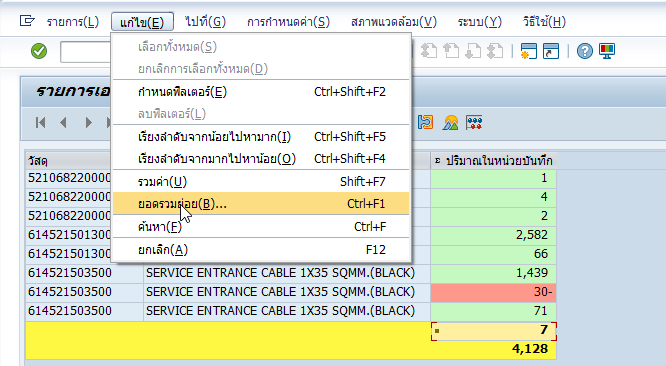 รายการ(L) แก้ไข(E) ไปที่(G) การกำหนดค่า(S) สภาพแวดล้อม(V) ระบบ(Y) วิธีใช้(H)
เลือกทั้งหมด(S)
ยกเลิกการเลือกทั้งหมด(D)
กำหนดฟิลเตอร์(E) Ctrl+Shift+F2
ลบฟิลเตอร์(L)
เรียงลำดับจากน้อยไปหามาก(I) Ctrl+Shift+F5
เรียงลำดับจากมากไปหาน้อย(O) Ctrl+Shift+F4
รวมค่า(U) Shift+F7
ยอดรวมย่อย(B)... Ctrl+F1
ค้นหา(F) Ctrl+F
ยกเลิก(A) F12
รายการเอ
วัสดุ Σ ปริมาณในหน่วยบันทึก
521068220000 1
521068220000 4
521068220000 2
614521501300 2,582
614521501300 66
614521503500 SERVICE ENTRANCE CABLE 1X35 SQMM.(BLACK) 1,439
614521503500 SERVICE ENTRANCE CABLE 1X35 SQMM.(BLACK) 30-
614521503500 SERVICE ENTRANCE CABLE 1X35 SQMM.(BLACK) 71
7
4,128